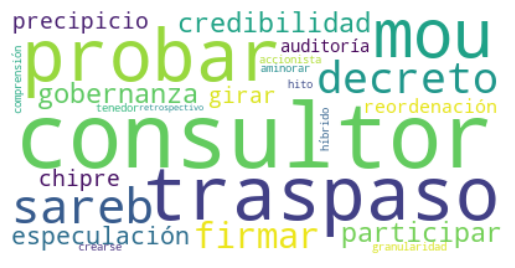 precipicio credibilidad mou
probar auditoría
accionista
aminorar decreto
comprensión gobernanza girar hito reordenación
tenedor retrospectivo
consultor
híbrido
chipre traspaso
sareb
especulación firmar participar
crearse granularidad